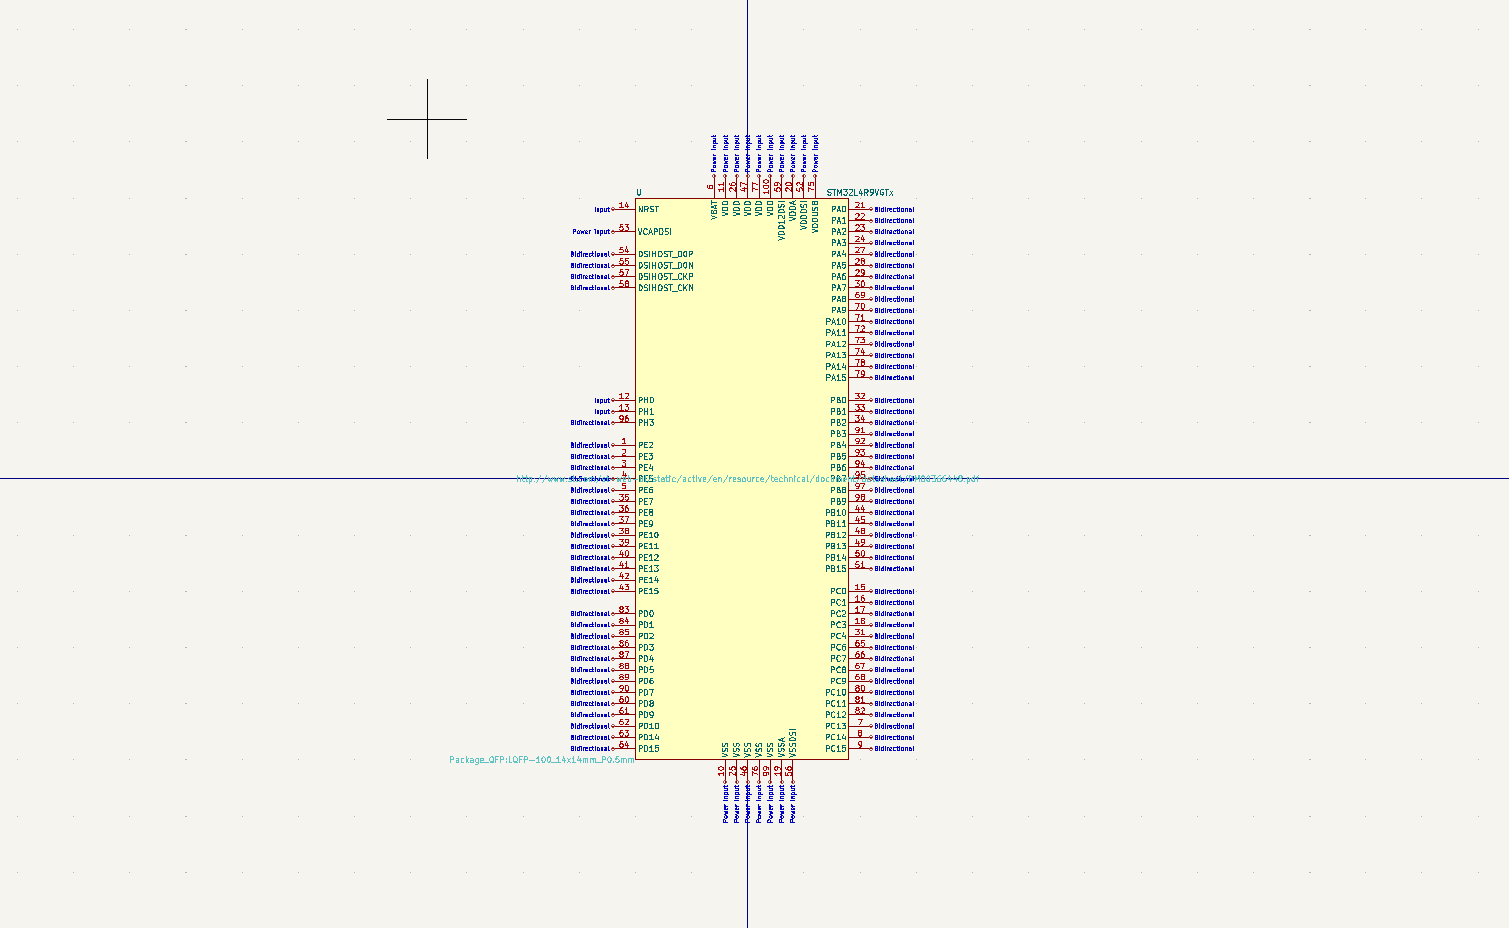 Power Input Power Input Power Input Power Input Power Input Power Input Power Input Power Input Power Input Power Input
6 11 26 47 77 100 59 20 52 75
U STM32L4R9VGTx
VBAT VDD VDD VDD VDD VDD VDD12DSI VDDA VDDDSI VDDUSB
Input 14 NRST PA0 21 Bidirectional
PA1 22 Bidirectional
Power Input 53 VCAPDSI PA2 23 Bidirectional
PA3 24 Bidirectional
Bidirectional 54 DSIHOST_D0P PA4 27 Bidirectional
Bidirectional 55 DSIHOST_D0N PA5 28 Bidirectional
Bidirectional 57 DSIHOST_CKP PA6 29 Bidirectional
Bidirectional 58 DSIHOST_CKN PA7 30 Bidirectional
PA8 69 Bidirectional
PA9 70 Bidirectional
PA10 71 Bidirectional
PA11 72 Bidirectional
PA12 73 Bidirectional
PA13 74 Bidirectional
PA14 78 Bidirectional
PA15 79 Bidirectional
Input 12 PH0 PB0 32 Bidirectional
Input 13 PH1 PB1 33 Bidirectional
Bidirectional 96 PH3 PB2 34 Bidirectional
PB3 91 Bidirectional
Bidirectional 1 PE2 PB4 92 Bidirectional
Bidirectional 2 PE3 PB5 93 Bidirectional
Bidirectional 3 PE4 PB6 94 Bidirectional
4 PE5 static/active/en/resource/technical/ PB7 95
Bidirectional 5 PE6 PB8 97 Bidirectional
Bidirectional 35 PE7 PB9 98 Bidirectional
Bidirectional 36 PE8 PB10 44 Bidirectional
Bidirectional 37 PE9 PB11 45 Bidirectional
Bidirectional 38 PE10 PB12 48 Bidirectional
Bidirectional 39 PE11 PB13 49 Bidirectional
Bidirectional 40 PE12 PB14 50 Bidirectional
Bidirectional 41 PE13 PB15 51 Bidirectional
Bidirectional 42 PE14
Bidirectional 43 PE15 PC0 15 Bidirectional
PC1 16 Bidirectional
Bidirectional 83 PD0 PC2 17 Bidirectional
Bidirectional 84 PD1 PC3 18 Bidirectional
Bidirectional 85 PD2 PC4 31 Bidirectional
Bidirectional 86 PD3 PC6 65 Bidirectional
Bidirectional 87 PD4 PC7 66 Bidirectional
Bidirectional 88 PD5 PC8 67 Bidirectional
Bidirectional 89 PD6 PC9 68 Bidirectional
Bidirectional 90 PD7 PC10 80 Bidirectional
Bidirectional 60 PD8 PC11 81 Bidirectional
Bidirectional 61 PD9 PC12 82 Bidirectional
Bidirectional 62 PD10 PC13 7 Bidirectional
Bidirectional 63 PD14 PC14 8 Bidirectional
Bidirectional 64 PD15 PC15 9 Bidirectional
VSS VSS VSS VSS VSS VSSA VSSDSI
Package_QFP:LQFP-100_14x14mm_P0.5mm
10 25 46 76 99 19 56
Power Input Power Input Power Input Power Input Power Input Power Input Power Input